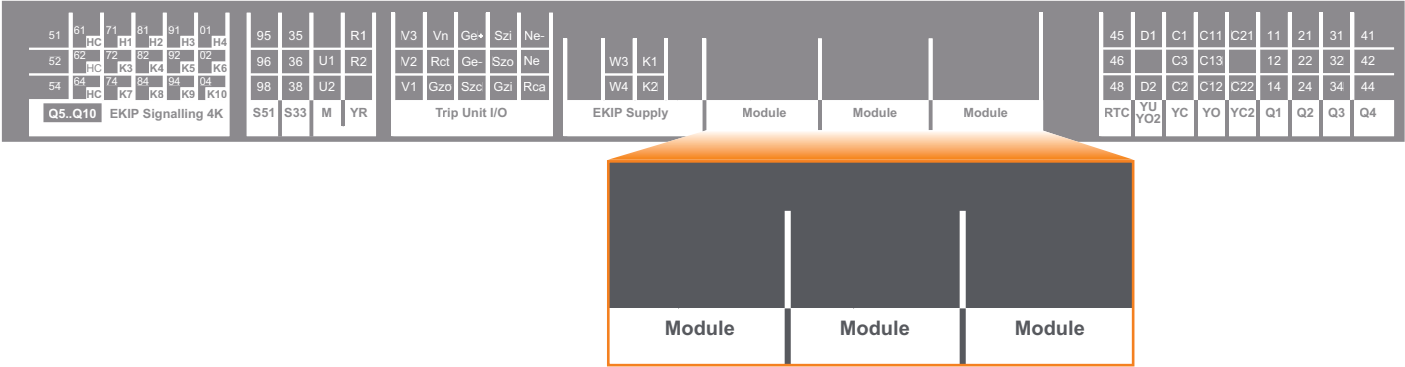 51 61 HC 71 H1 81 H2 91 H3 01 H4 95 35 R1 V3 Vn Ge+ Szi Ne- 45 D1 C1 C11 C21 11 21 31 41
52 62 HC 72 K3 82 K4 92 K5 02 K6 96 36 U1 R2 V2 Rct Ge- Szo Ne W3 K1 46 C3 C13 12 22 32 42
54 64 HC 74 K7 84 K8 94 K9 04 K10 98 38 U2 V1 Gzo Szc Gzi Rca W4 K2 48 D2 C2 C12 C22 14 24 34 44
Q5..Q10 EKIP Signalling 4K S51 S33 M YR Trip Unit I/O EKIP Supply Module Module Module RTC YU YO2 YC YO YC2 Q1 Q2 Q3 Q4
Module Module Module